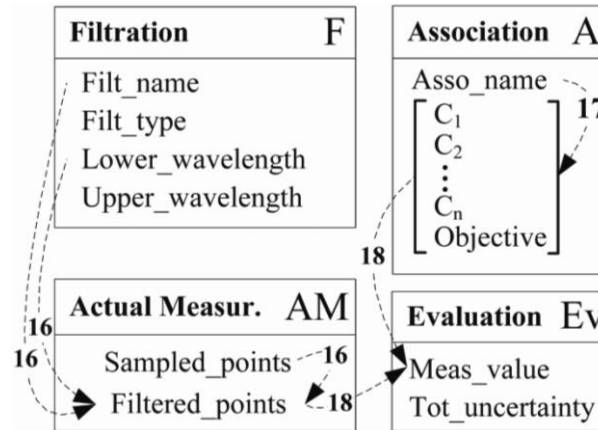 Filtration F
Filt_name
Filt_type
Lower_wavelength
Upper_wavelength
Association A
Asso_name
17
C1
C2
Cn
Objective
18
Actual Measur. AM
16
16
Sampled_points 16
Filtered_points 18
Evaluation Ev
Meas_value
Tot_uncertainty